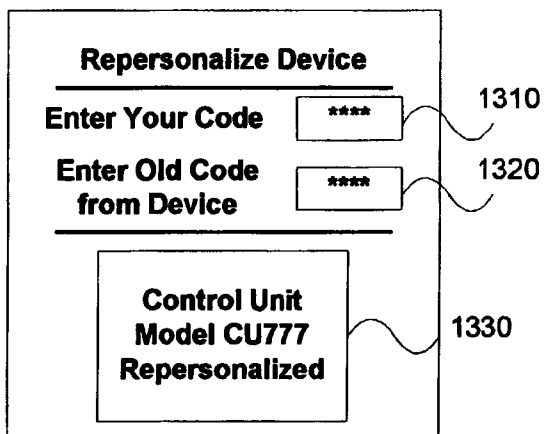 Repersonalize Device
Enter Your Code **** 1310
Enter Old Code
from Device **** 1320
Control Unit
Model CU777
Repersonalized
1330